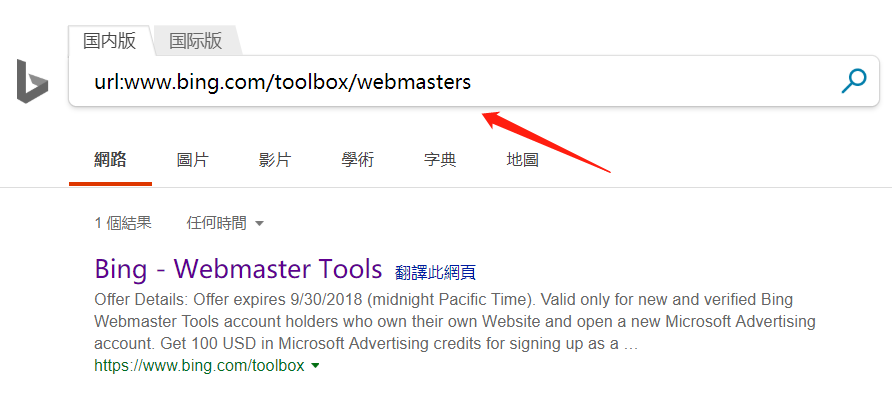 国内版 国际版
url:www.bing.com/toolbox/webmasters
網路 圖片 影片 學術 字典 地圖
1 個結果 任何時間
Bing - Webmaster Tools 翻譯此網頁
Offer Details: Offer expires 9/30/2018 (midnight Pacific Time). Valid only for new and verified Bing
Webmaster Tools account holders who own their own Website and open a new Microsoft Advertising
account. Get 100 USD in Microsoft Advertising credits for signing up as a …
https://www.bing.com/toolbox